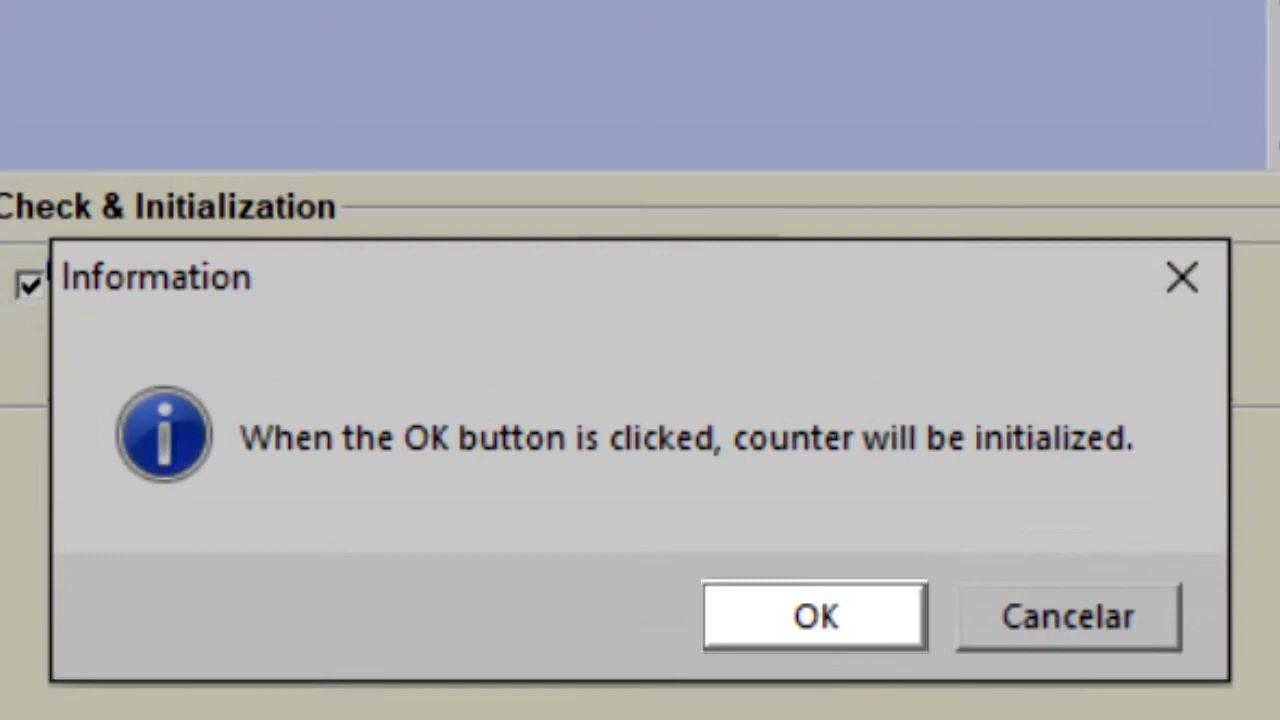 Check & Initialization
Information
When the OK button is clicked, counter will be initialized.
OK
Cancelar